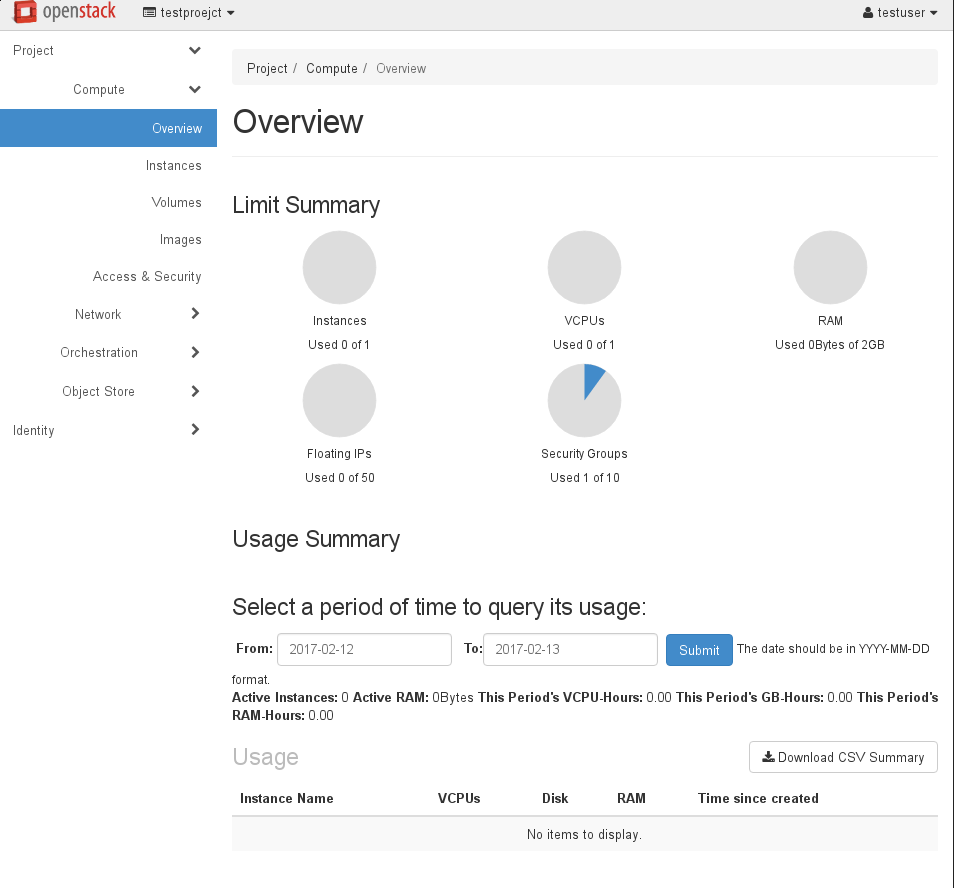 openstack testproejct testuser
Project
Compute
Overview
Instances
Volumes
Images
Access & Security
Network
Orchestration
Object Store
Identity
Project / Compute / Overview
Overview
Limit Summary
Instances
Used 0 of 1
VCPUs
Used 0 of 1
RAM
Used 0Bytes of 2GB
Floating IPs
Used 0 of 50
Security Groups
Used 1 of 10
Usage Summary
Select a period of time to query its usage:
From: 2017-02-12 To: 2017-02-13 Submit The date should be in YYYY-MM-DD
format.
Active Instances: 0 Active RAM: 0Bytes This Period's VCPU-Hours: 0.00 This Period's GB-Hours: 0.00 This Period's
RAM-Hours: 0.00
Usage Download CSV Summary
Instance Name VCPUs Disk RAM Time since created
No items to display.